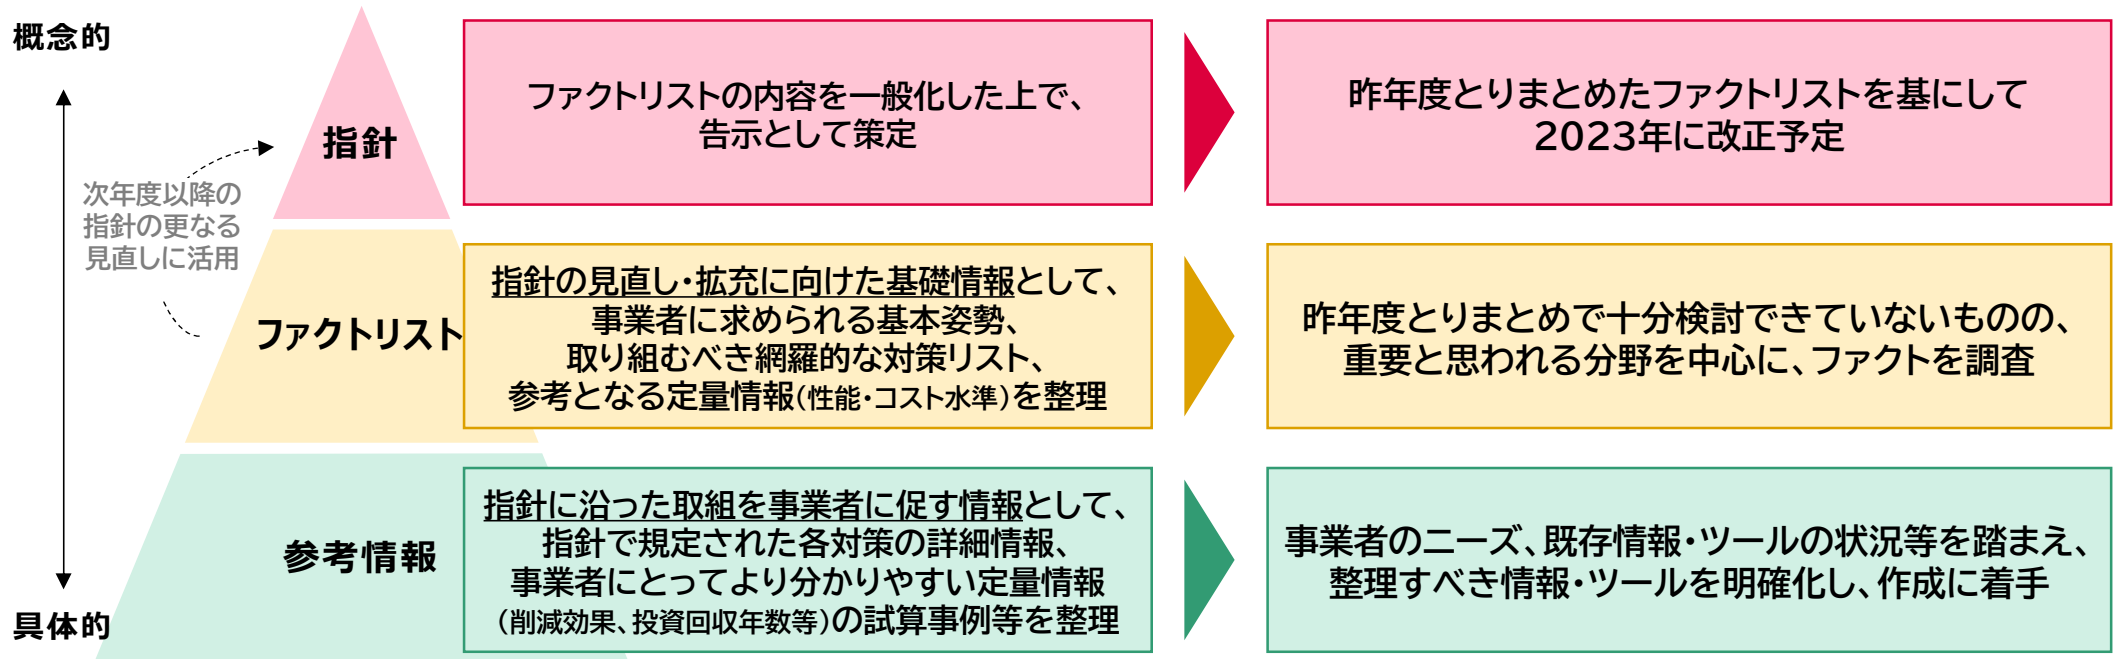 概念的
指針
ファクトリストの内容を一般化した上で、
告示として策定
昨年度とりまとめたファクトリストを基にして
2023年に改正予定
次年度以降の
指針の更なる
見直しに活用
ファクトリスト
指針の見直し・拡充に向けた基礎情報として、
事業者に求められる基本姿勢、
取り組むべき網羅的な対策リスト、
参考となる定量情報(性能・コスト水準)を整理
昨年度とりまとめで十分検討できていないものの、
重要と思われる分野を中心に、ファクトを調査
参考情報
指針に沿った取組を事業者に促す情報として、
指針で規定された各対策の詳細情報、
事業者にとってより分かりやすい定量情報
(削減効果、投資回収年数等)の試算事例等を整理
事業者のニーズ、既存情報・ツールの状況等を踏まえ、
整理すべき情報・ツールを明確化し、作成に着手
具体的